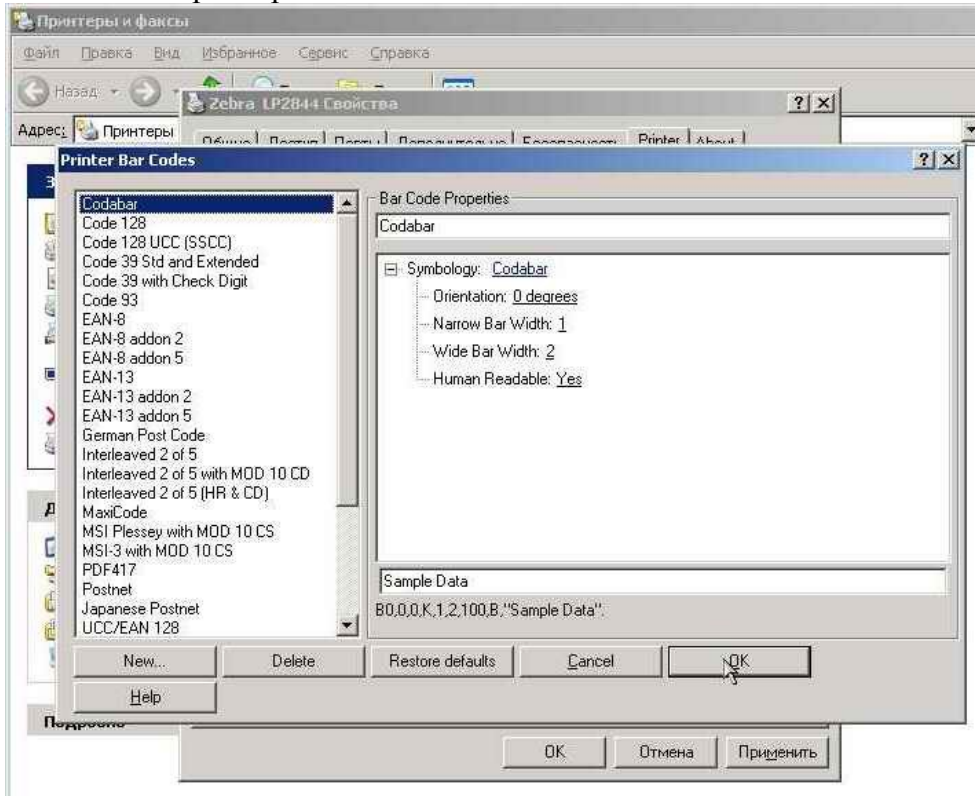 Принтеры и факсы
Файл Правка Вид Избранное Сервис Справка
Назад
Zebra LP2844 Свойства
Адрес: Принтеры
Printer About
Printer Bar Codes
Codabar
Code 128
Code 128 UCC (SSCC)
Code 39 Std and Extended
Code 39 with Check Digit
Code 93
EAN-8
EAN-8 addon 2
EAN-8 addon 5
EAN-13
EAN-13 addon 2
EAN-13 addon 5
German Post Code
Interleaved 2 of 5
Interleaved 2 of 5 with MOD 10 CD
Interleaved 2 of 5 (HR & CD)
MaxiCode
MSI Plessey with MOD 10 CS
MSI-3 with MOD 10 CS
PDF417
Postnet
Japanese Postnet
UCC/EAN 128
Bar Code Properties
Codabar
Symbology: Codabar
Orientation: 0 degrees
Narrow Bar Width: 1
Wide Bar Width: 2
Human Readable: Yes
Sample Data
B0,0,0,K,1,2,100,B,"Sample Data".
New... Delete Restore defaults Cancel OK
Help
OK Отмена Применить